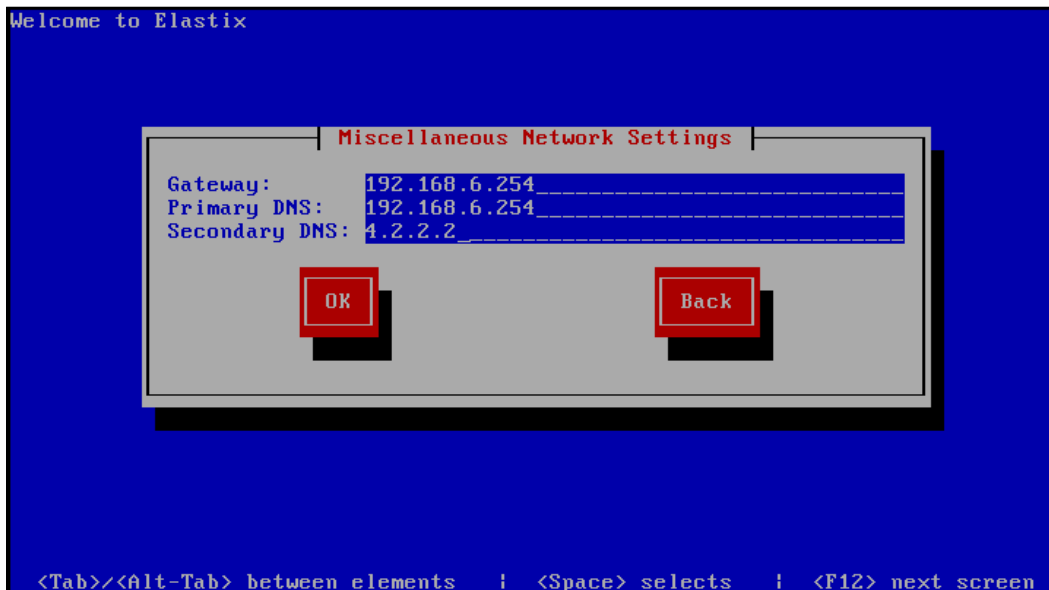 Welcome to Elastix
Miscellaneous Network Settings
Gateway: 192.168.6.254
Primary DNS: 192.168.6.254
Secondary DNS: 4.2.2.2
OK Back
<Tab>/<Alt-Tab> between elements | <Space> selects | <F12> next screen